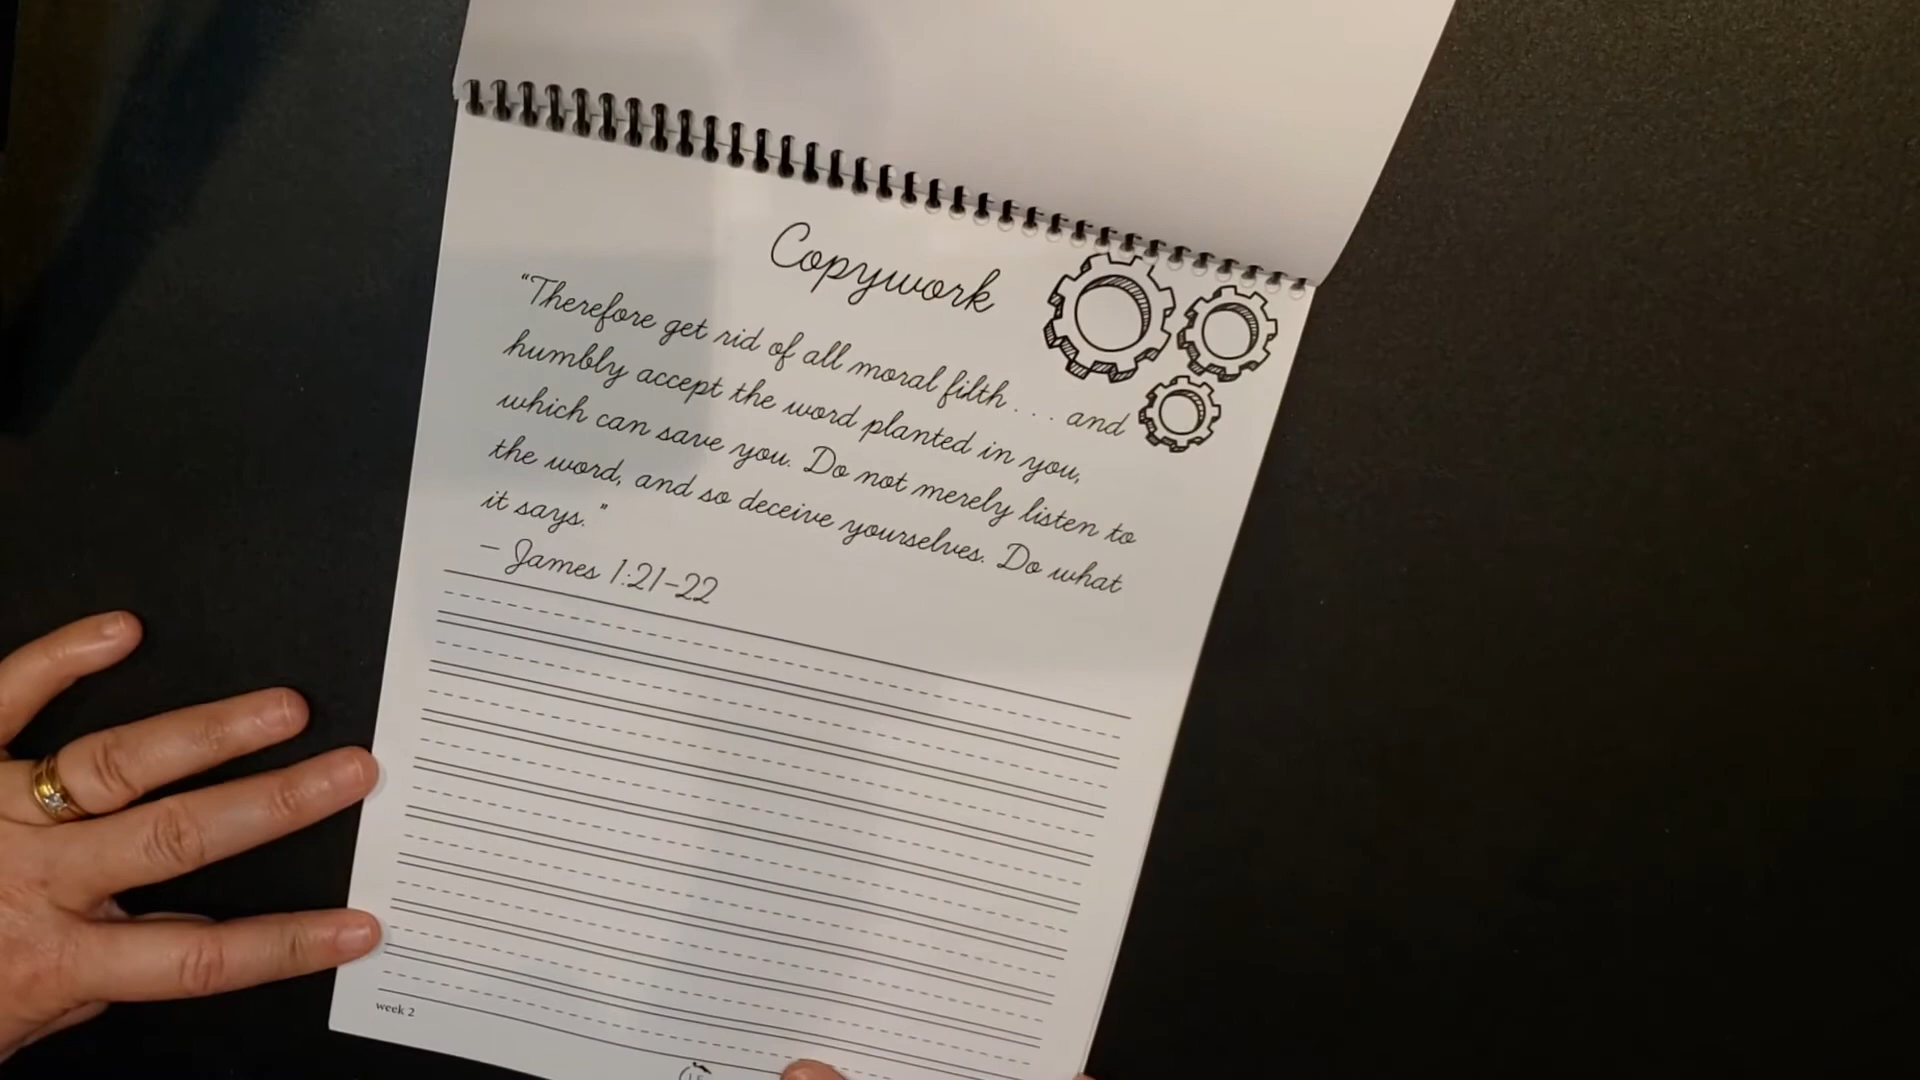 Copywork
“Therefore get rid of all moral filth . . . and
humbly accept the word planted in you,
which can save you. Do not merely listen to
the word, and so deceive yourselves. Do what
it says.”
– James 1:21-22
week 2